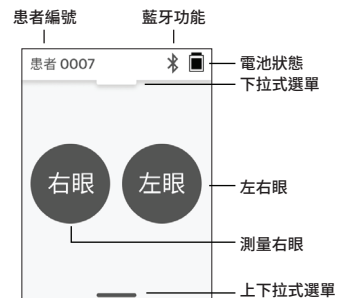 患者編號 藍牙功能
患者 0007
電池狀態
下拉式選單
右眼 左眼
左右眼
測量右眼
上下拉式選單